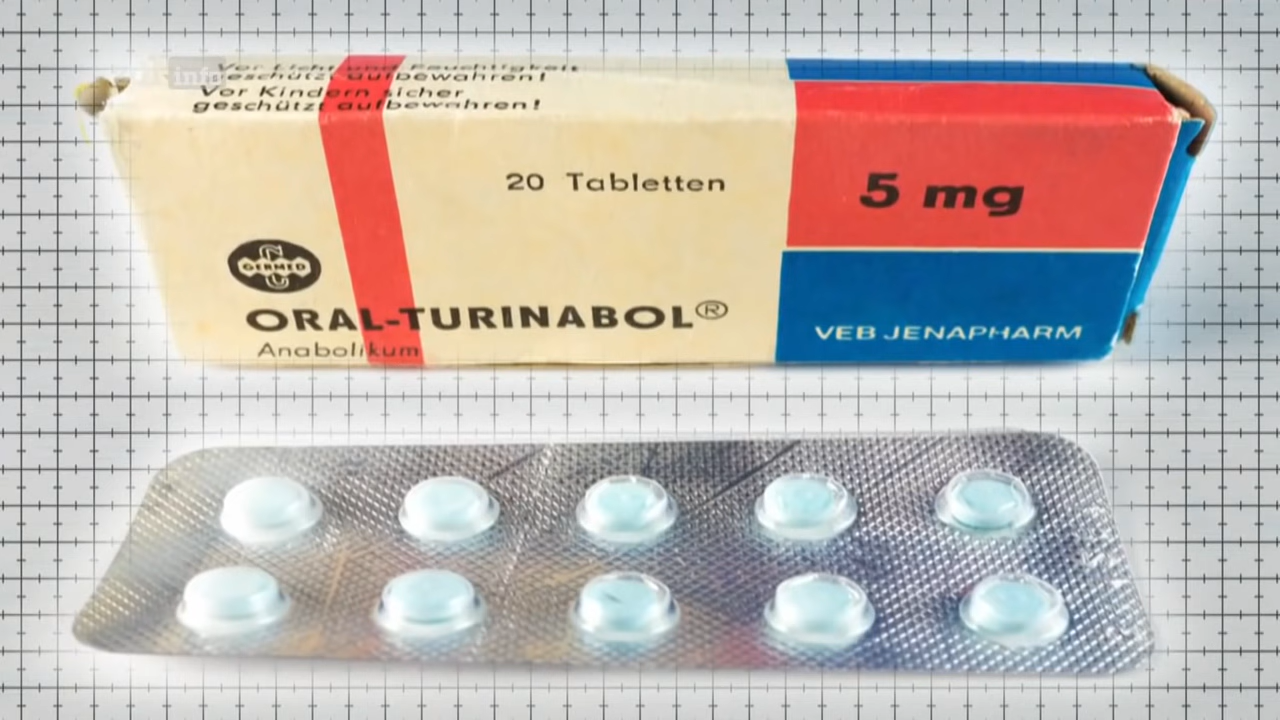 info
Vor Licht und Feuchtigkeit
geschützt aufbewahren!
Vor Kindern sicher
geschützt aufbewahren!
20 Tabletten
5 mg
GERMED
ORAL-TURINABOL®
Anabolikum
VEB JENAPHARM